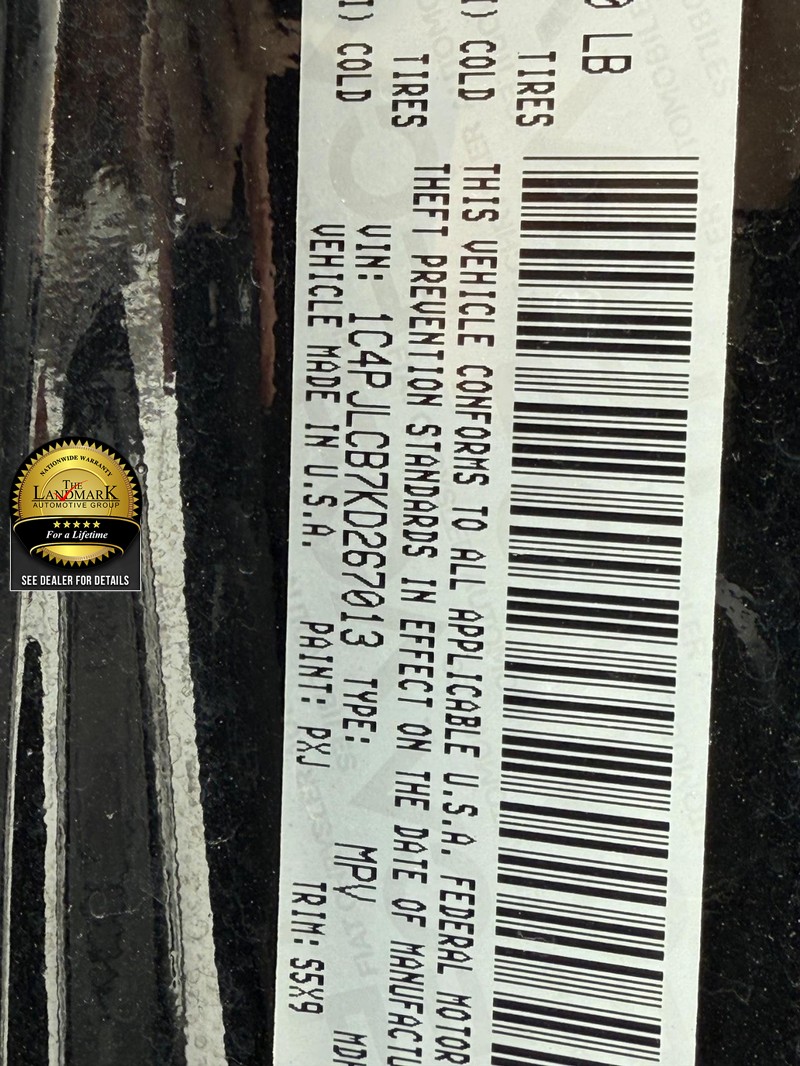 0 LB
TIRES
I) COLD
TIRES
I) COLD
THIS VEHICLE CONFORMS TO ALL APPLICABLE U.S.A. FEDERAL MOTOR
THEFT PREVENTION STANDARDS IN EFFECT ON THE DATE OF MANUFACTU
VIN: 1C4PJLCB7KD267013 TYPE: MPV
VEHICLE MADE IN U.S.A. PAINT: PXJ TRIM: S5X9 MDH
NATIONWIDE WARRANTY
THE
LANDMARK
AUTOMOTIVE GROUP
For a Lifetime
SEE DEALER FOR DETAILS